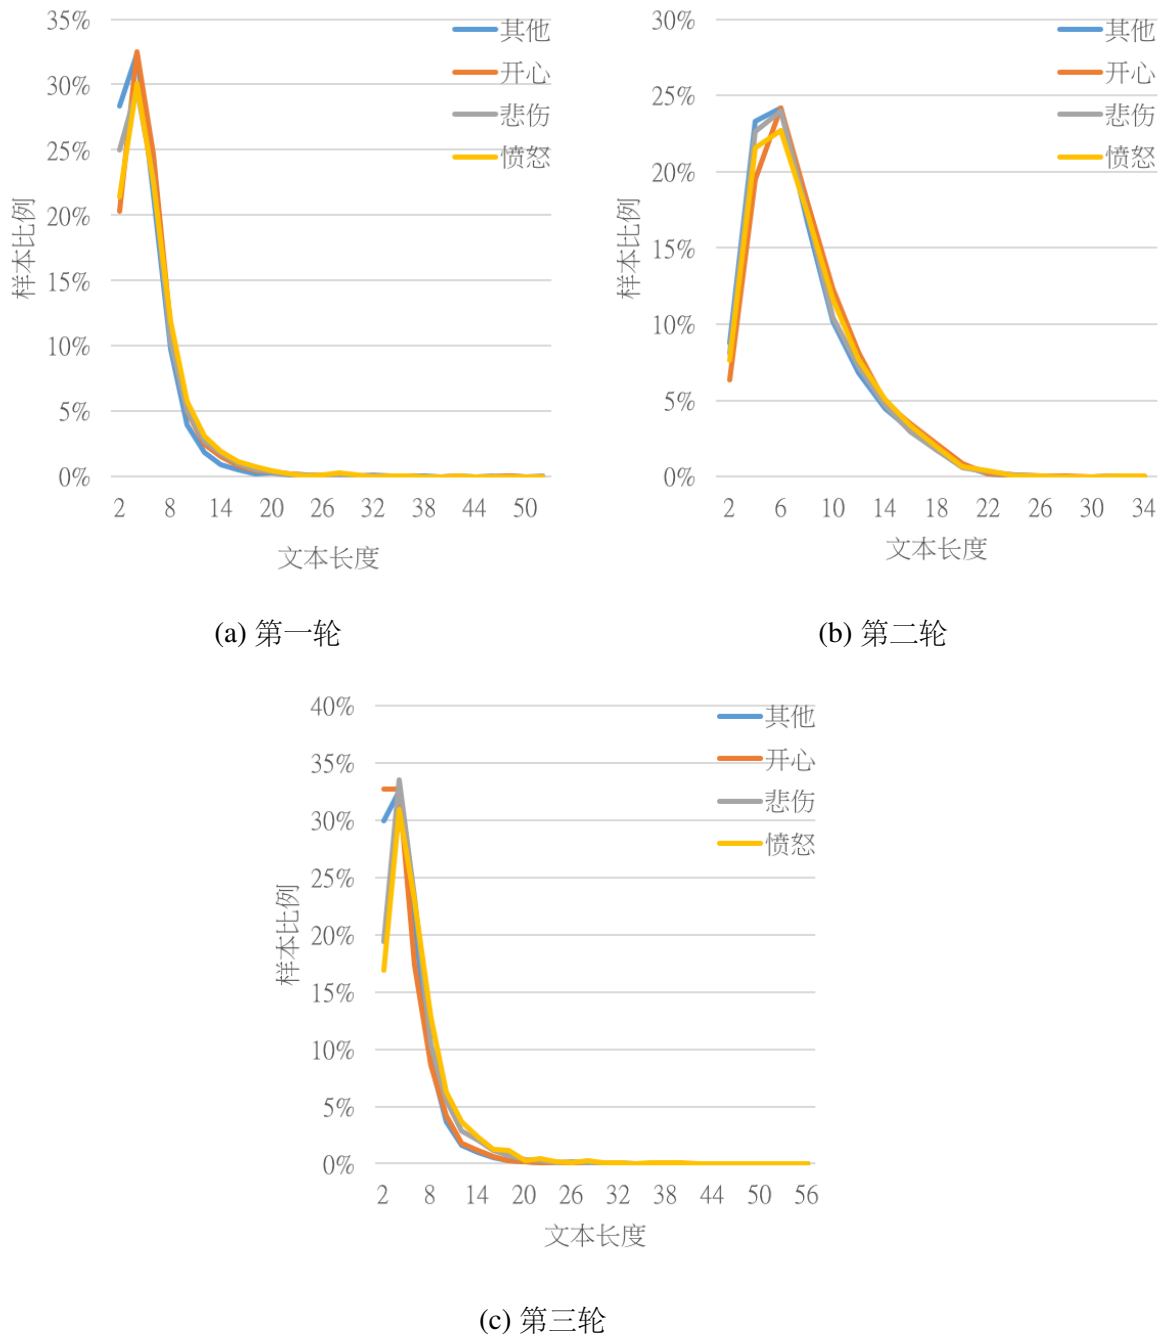 35%
30%
25%
20%
15%
10%
5%
0%
样本比例
其他
开心
悲伤
愤怒
2 8 14 20 26 32 38 44 50
文本长度
(a) 第一轮
30%
25%
20%
15%
10%
5%
0%
样本比例
其他
开心
悲伤
愤怒
2 6 10 14 18 22 26 30 34
文本长度
(b) 第二轮
40%
35%
30%
25%
20%
15%
10%
5%
0%
样本比例
其他
开心
悲伤
愤怒
2 8 14 20 26 32 38 44 50 56
文本长度
(c) 第三轮